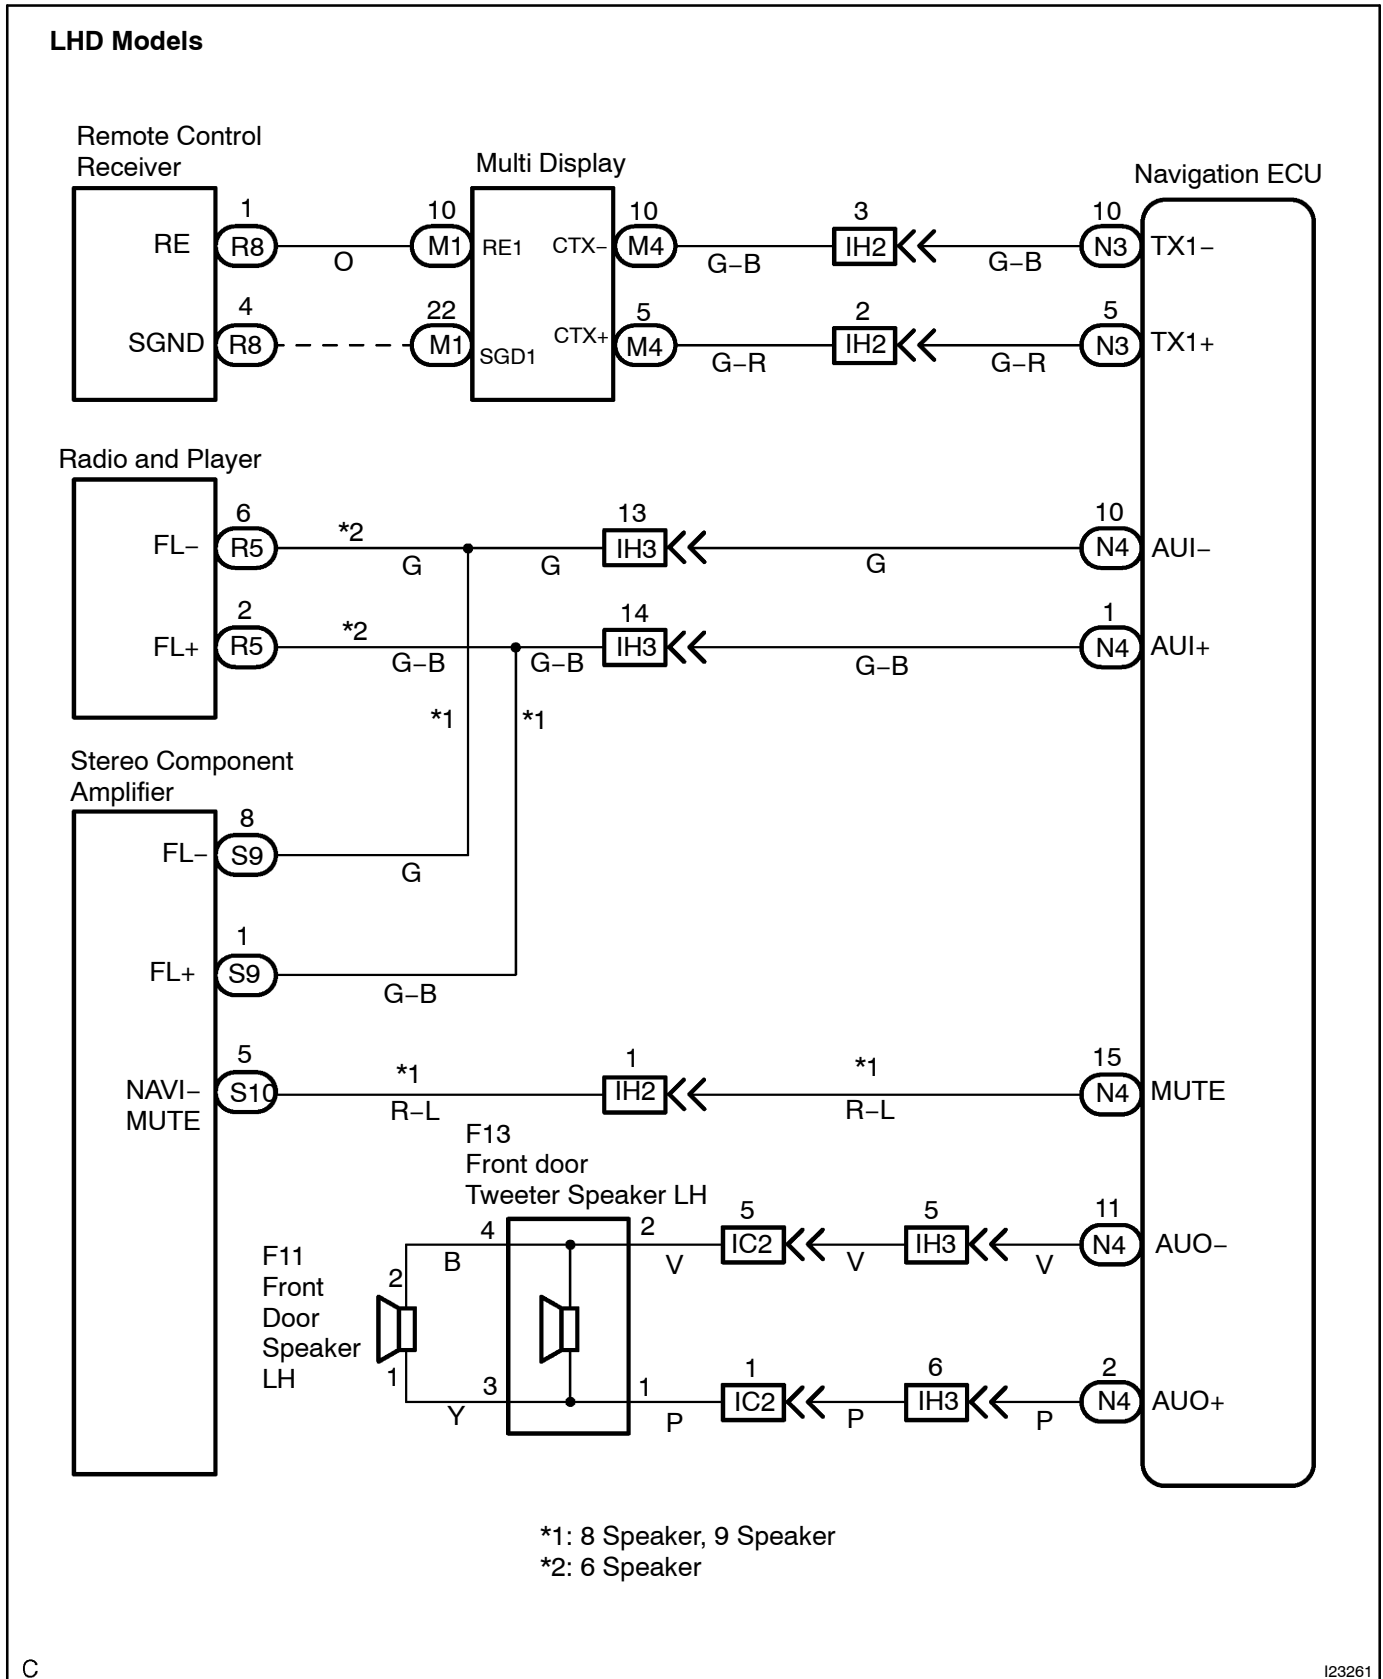 LHD Models
Remote Control
Receiver
Multi Display
Navigation ECU
1
10
10
3
10
RE
R8
O
M1
RE1
CTX−
M4
G−B
IH2
G−B
N3
TX1−
4
22
5
2
5
SGND
R8
M1
SGD1
CTX+
M4
G−R
IH2
G−R
N3
TX1+
Radio and Player
6
13
10
FL−
R5
*2
G
G
IH3
G
N4
AUI−
2
14
1
FL+
R5
*2
G−B
G−B
IH3
G−B
N4
AUI+
*1
*1
Stereo Component
Amplifier
8
FL−
S9
G
1
FL+
S9
G−B
5
1
15
NAVI−
MUTE
S10
*1
R−L
IH2
*1
R−L
N4
MUTE
F13
Front door
Tweeter Speaker LH
4
2
5
5
11
B
V
IC2
V
IH3
V
N4
AUO−
F11
Front
Door
Speaker
LH
2
1
3
1
1
6
2
Y
P
IC2
P
IH3
P
N4
AUO+
*1: 8 Speaker, 9 Speaker
*2: 6 Speaker
C
I23261